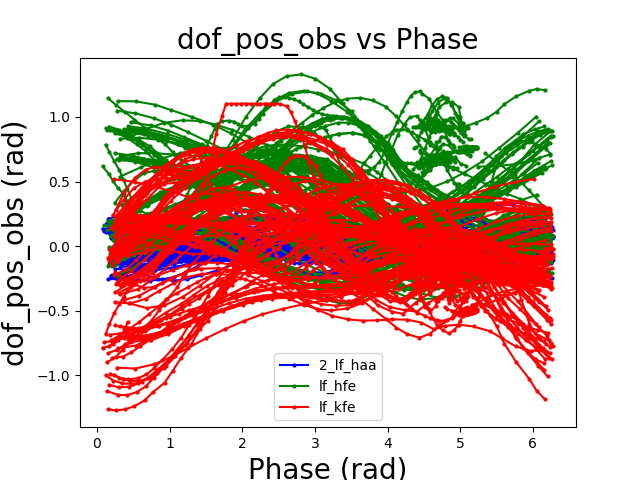 dof_pos_obs vs Phase
dof_pos_obs (rad)
1.0
0.5
0.0
−0.5
−1.0
2_lf_haa
lf_hfe
lf_kfe
0 1 2 3 4 5 6
Phase (rad)